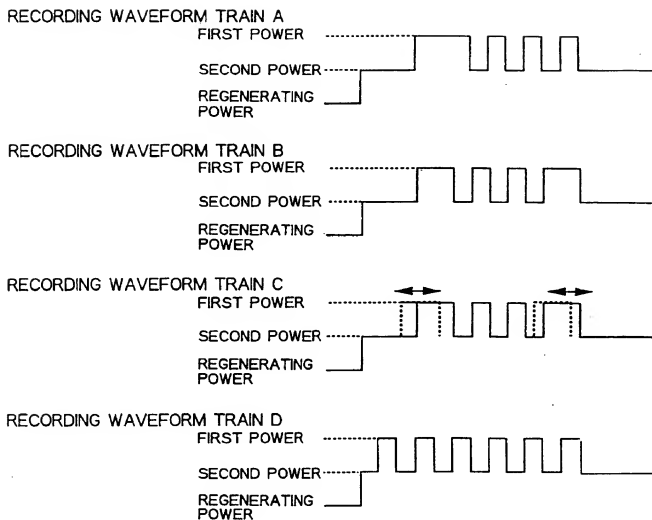 RECORDING WAVEFORM TRAIN A
FIRST POWER
SECOND POWER
REGENERATING
POWER
RECORDING WAVEFORM TRAIN B
FIRST POWER
SECOND POWER
REGENERATING
POWER
RECORDING WAVEFORM TRAIN C
FIRST POWER
SECOND POWER
REGENERATING
POWER
RECORDING WAVEFORM TRAIN D
FIRST POWER
SECOND POWER
REGENERATING
POWER